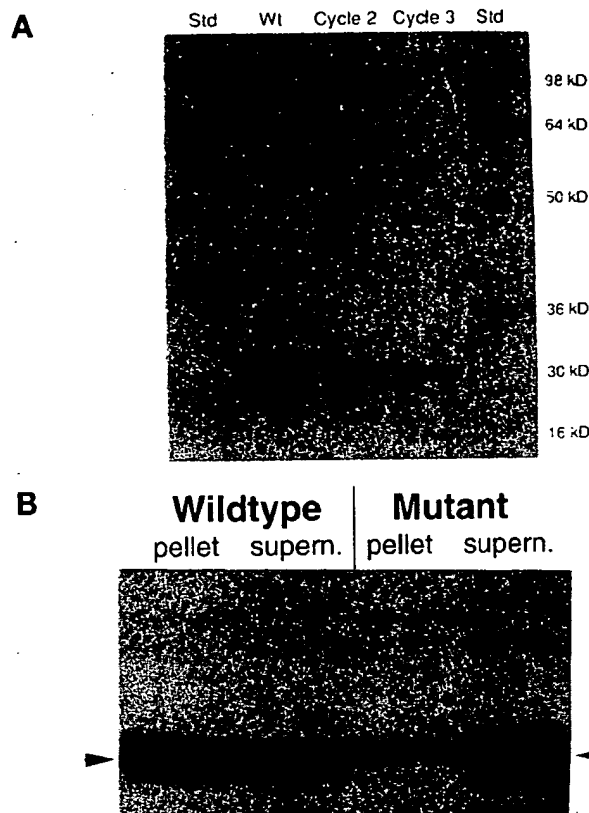 A
Std Wt Cycle 2 Cycle 3 Std
98 kD
64 kD
50 kD
36 kD
30 kD
16 kD
B
Wildtype Mutant
pellet supern. pellet supern.